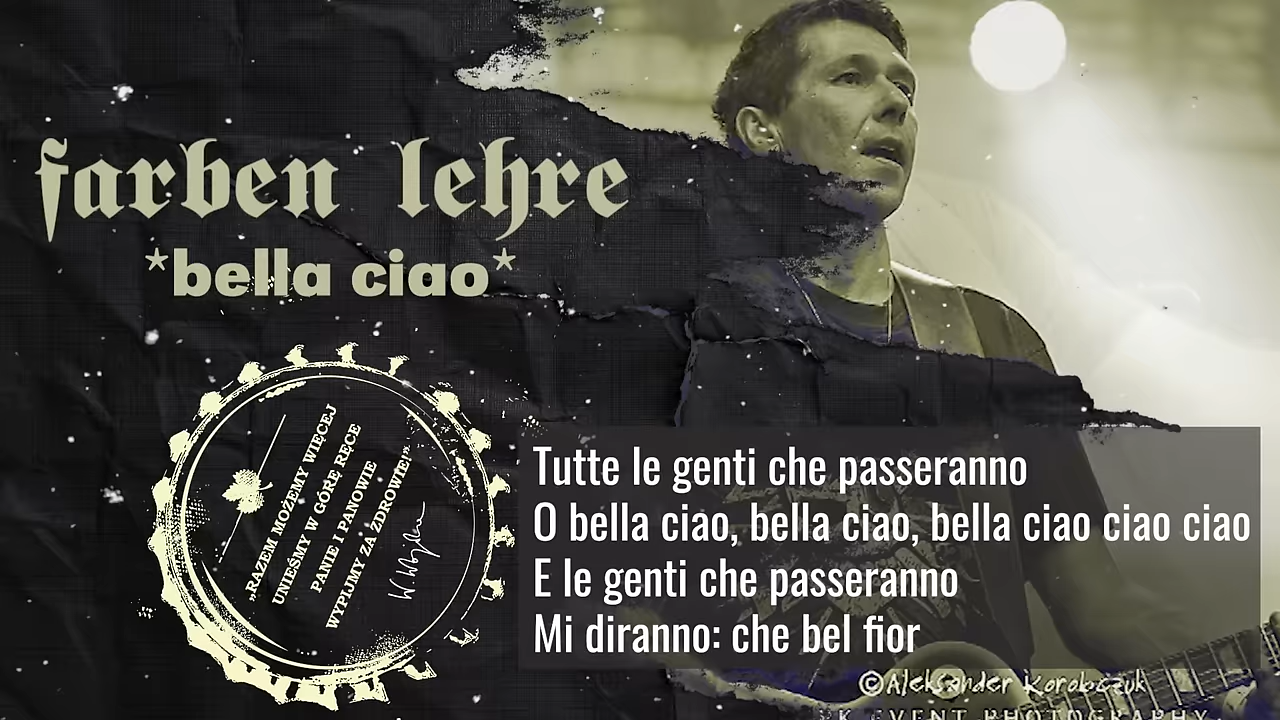 farben lehre
*bella ciao*
„RAZEM MOŻEMY WIĘCEJ
UNIEŚMY W GÓRĘ RĘCE
PANIE I PANOWIE
WYPIJMY ZA ZDROWIE!”
Tutte le genti che passeranno
O bella ciao, bella ciao, bella ciao ciao ciao
E le genti che passeranno
Mi diranno: che bel fior
©Aleksander Korobczuk
K EVENT PHOTOGRAPHY